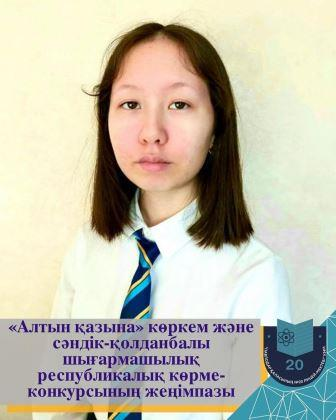 «Алтын қазына» көркем және
сәндік-қолданбалы
шығармашылық
республикалық көрме-
конкурсының жеңімпазы
20